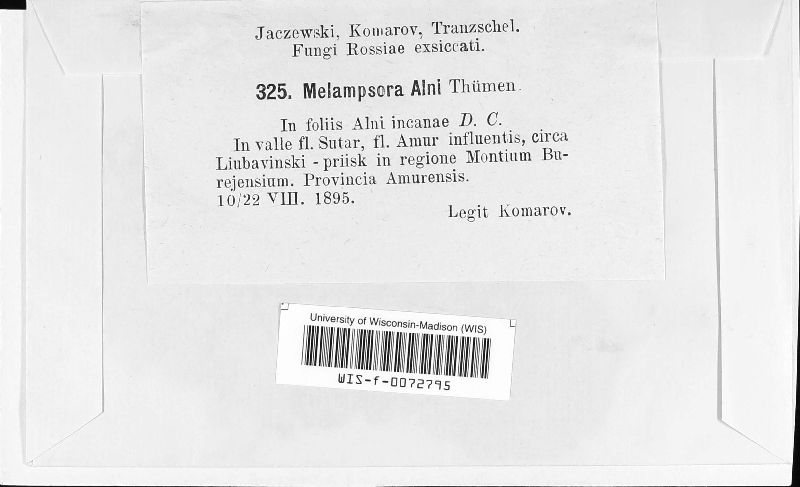 Jaczewski, Komarov, Tranzschel.
Fungi Rossiae exsiccati.
325. Melampsora Alni Thümen.
In foliis Alni incanae D. C.
In valle fl. Sutar, fl. Amur influentis, circa
Liubavinski - priisk in regione Montium Bu-
rejensium. Provincia Amurensis.
10/22 VIII. 1895.
Legit Komarov.
University of Wisconsin-Madison (WIS)
WIS-f-0072795